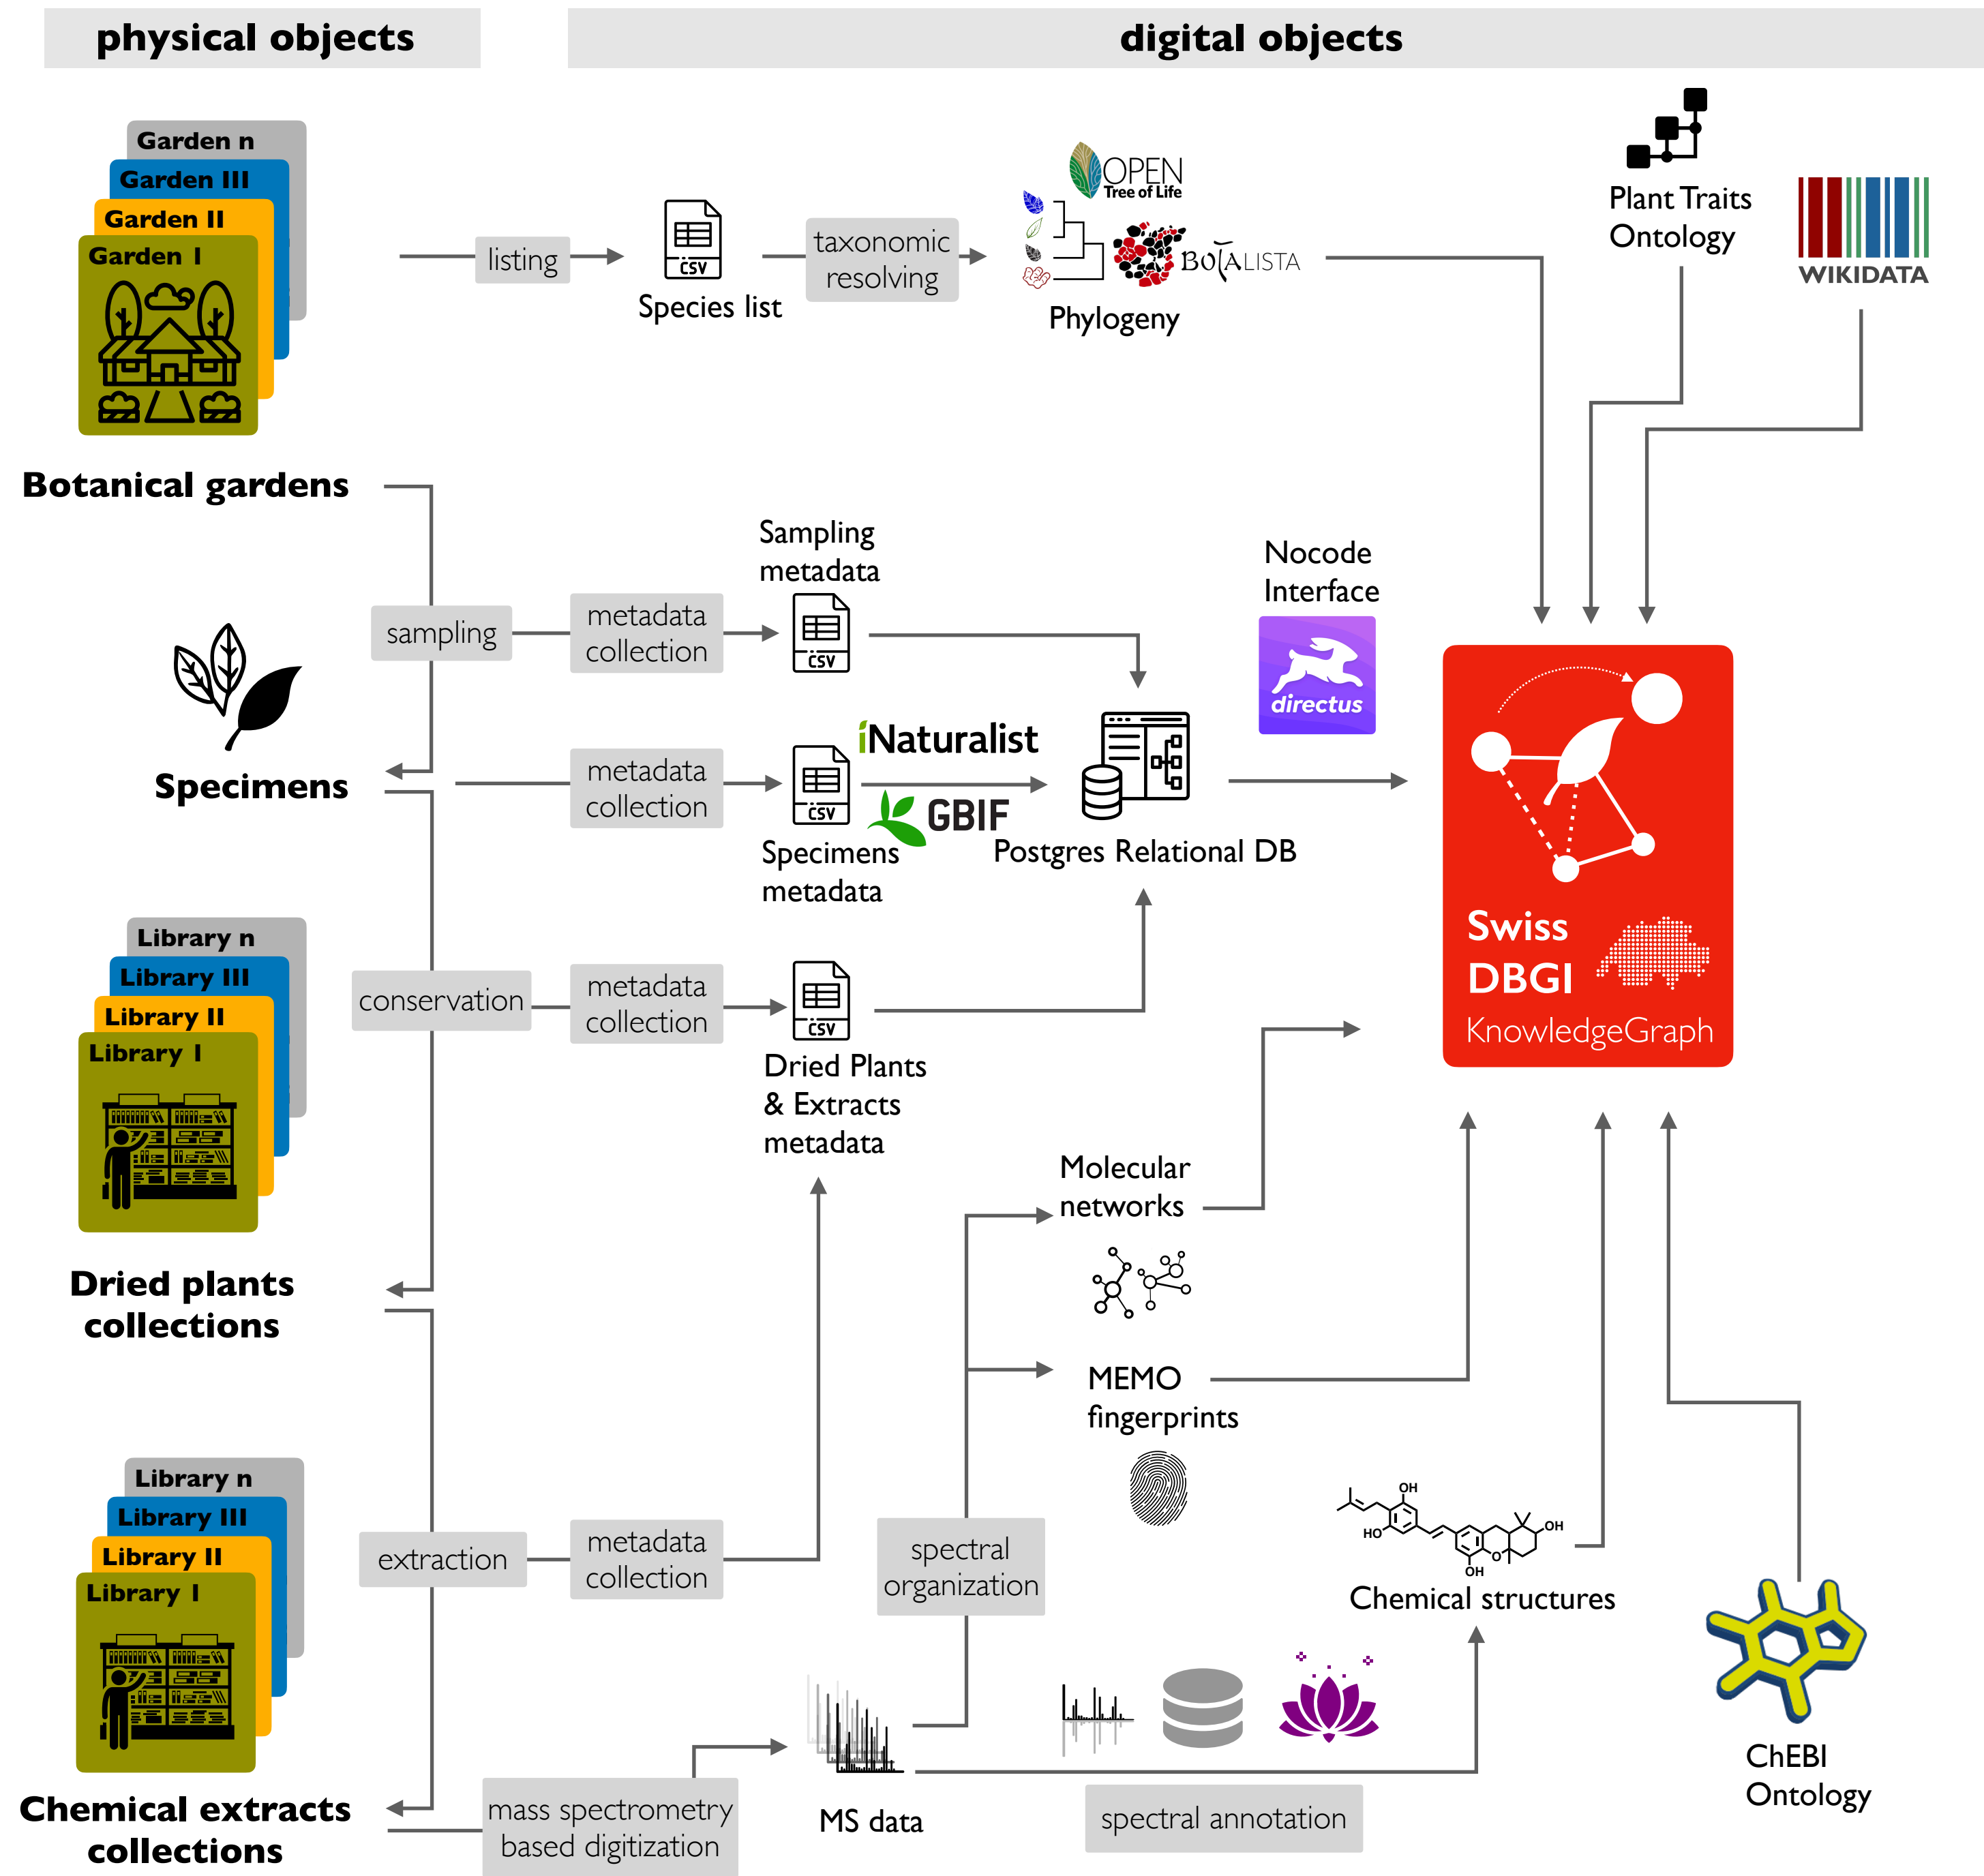 physical objects
digital objects
Garden n
Garden III
Garden II
Garden I
Botanical gardens
listing
CSV
Species list
taxonomic
resolving
OPEN
Tree of Life
BOTALISTA
Phylogeny
Plant Traits
Ontology
WIKIDATA
sampling
metadata
collection
Sampling
metadata
CSV
Nocode
Interface
directus
Specimens
metadata
collection
CSV
iNaturalist
GBIF
Specimens
metadata
Postgres Relational DB
Swiss
DBGI
KnowledgeGraph
Library n
Library III
Library II
Library I
Dried plants
collections
conservation
metadata
collection
CSV
Dried Plants
& Extracts
metadata
Molecular
networks
MEMO
fingerprints
Library n
Library III
Library II
Library I
Chemical extracts
collections
extraction
metadata
collection
spectral
organization
OH
HO
OH
O
OH
Chemical structures
mass spectrometry
based digitization
MS data
spectral annotation
ChEBI
Ontology